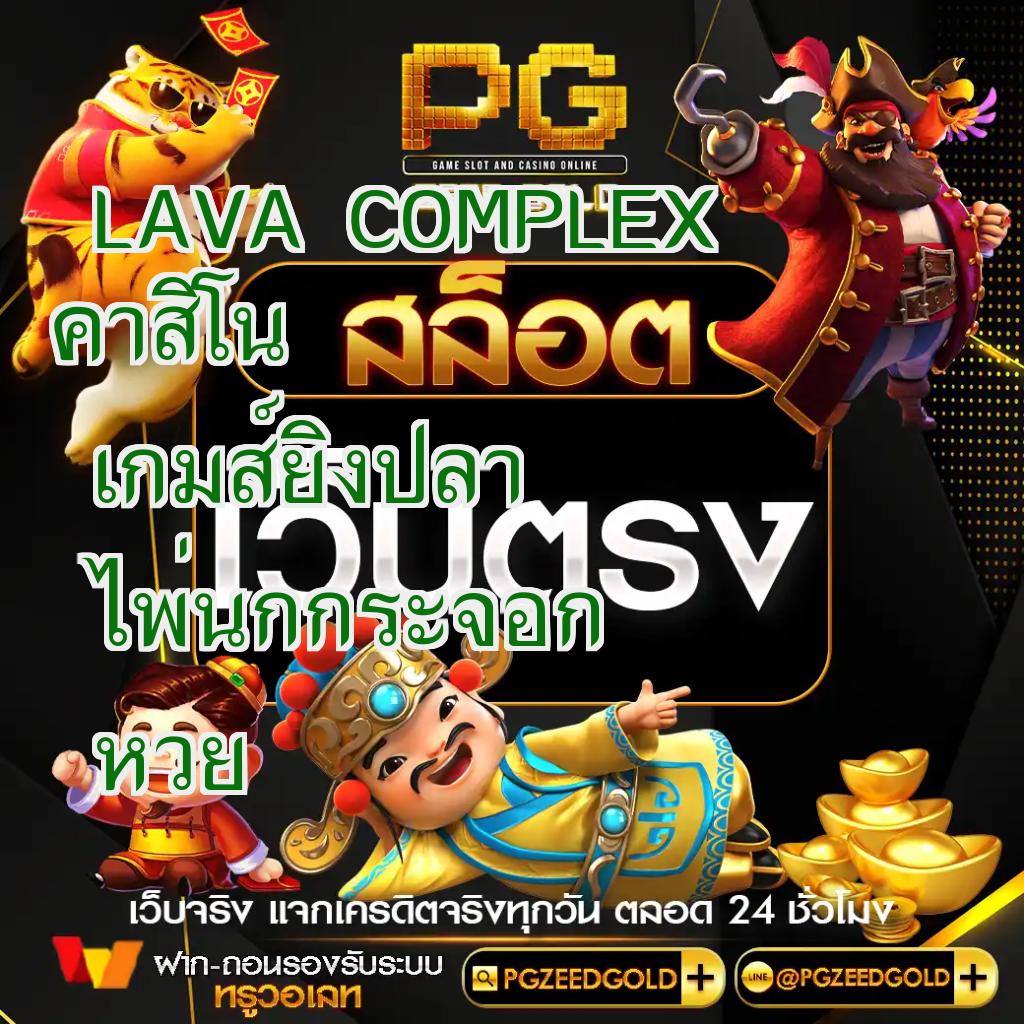 PG
GAME SLOT AND CASINO ONLINE
LAVA COMPLEX
สล็อต
คาสิโน
เกมส์ยิงปลา
เว็บตรง
ไพ่นกกระจอก
หวย
เว็บจริง แจกเครดิตจริงทุกวัน ตลอด 24 ชั่วโมง
ฝาก-ถอนรองรับระบบ
ทรูวอเลท
PGZEEDGOLD +
LINE @PGZEEDGOLD +